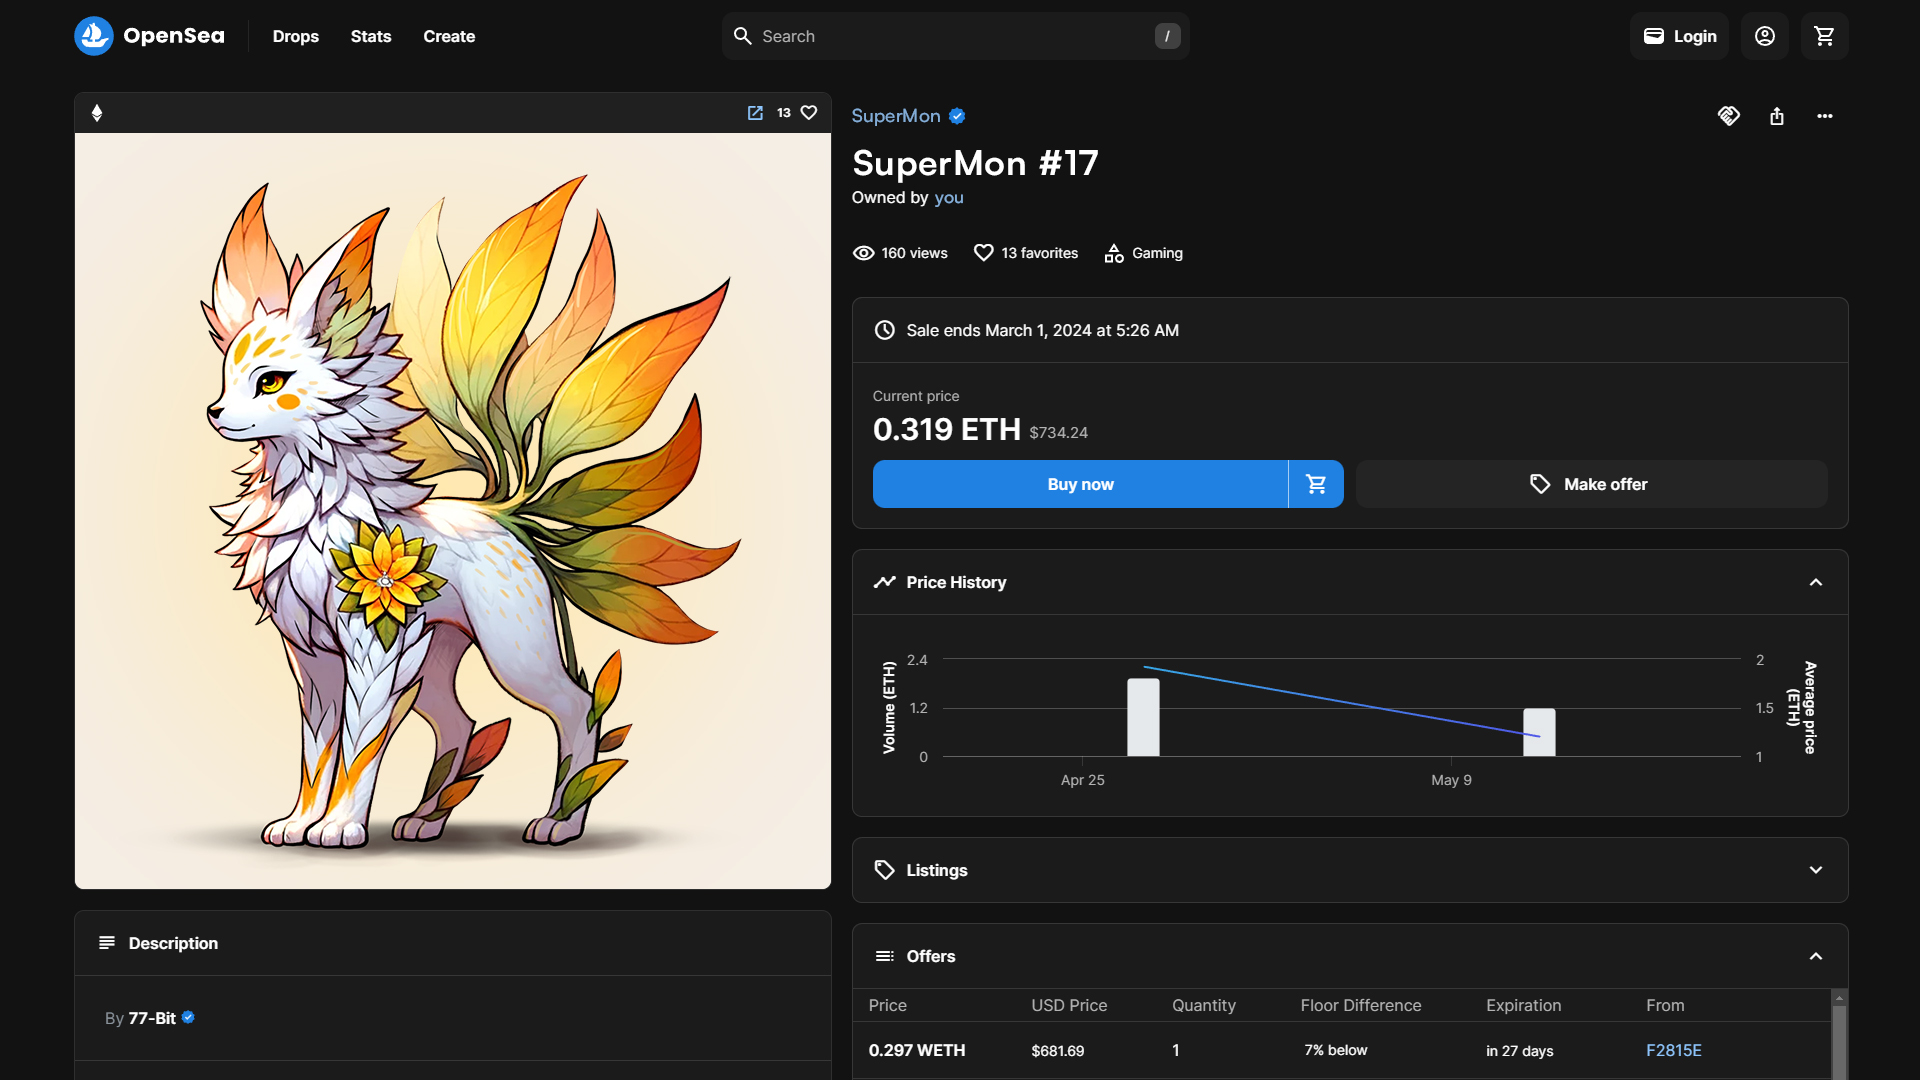 OpenSea
Drops
Stats
Create
Search
/
Login
13
SuperMon
SuperMon #17
Owned by you
160 views
13 favorites
Gaming
Sale ends March 1, 2024 at 5:26 AM
Current price
0.319 ETH $734.24
Buy now
Make offer
Price History
Volume (ETH)
2.4
1.2
0
2
1.5
1
Average price (ETH)
Apr 25
May 9
Listings
Description
By 77-Bit
Offers
Price USD Price Quantity Floor Difference Expiration From
0.297 WETH $681.69 1 7% below in 27 days F2815E